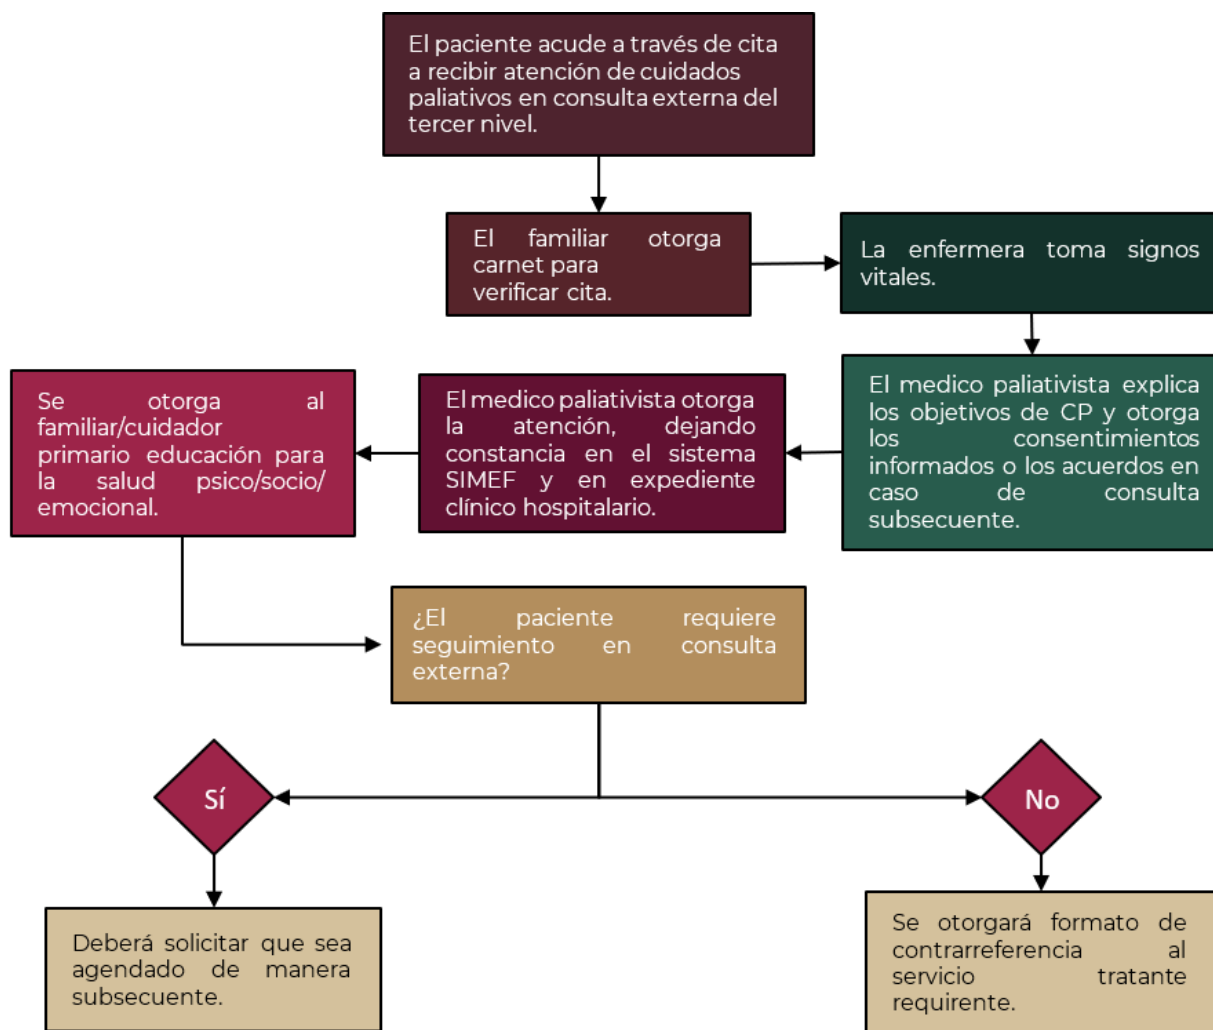 El paciente acude a través de cita
a recibir atención de cuidados
paliativos en consulta externa del
tercer nivel.
El familiar otorga
carnet para
verificar cita.
La enfermera toma signos
vitales.
El medico paliativista explica
los objetivos de CP y otorga
los consentimientos
informados o los acuerdos en
caso de consulta
subsecuente.
El medico paliativista otorga
la atención, dejando
constancia en el sistema
SIMEF y en expediente
clínico hospitalario.
Se otorga al
familiar/cuidador
primario educación para
la salud psico/socio/
emocional.
¿El paciente requiere
seguimiento en consulta
externa?
Sí
No
Deberá solicitar que sea
agendado de manera
subsecuente.
Se otorgará formato de
contrarreferencia al
servicio tratante
requirente.